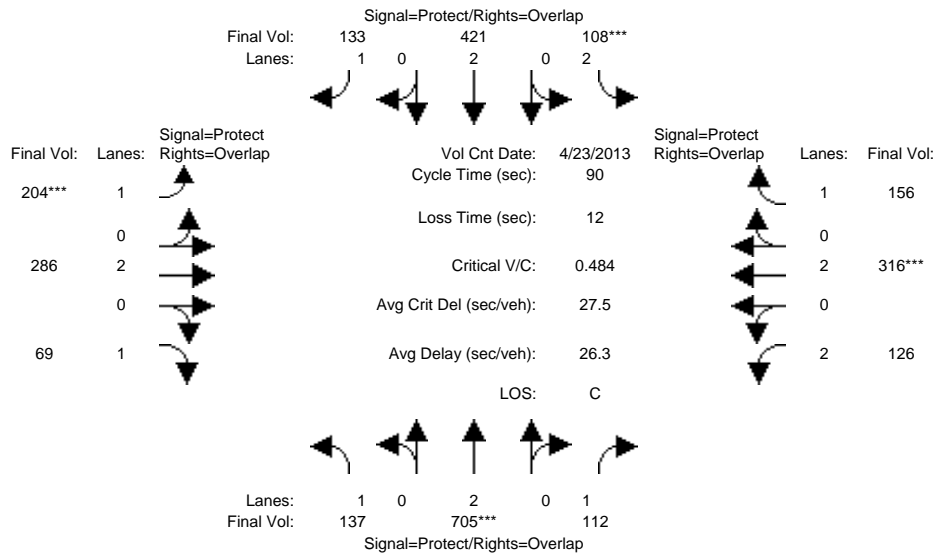 Signal=Protect/Rights=Overlap
Final Vol: 133 421 108***
Lanes: 1 0 2 0 2
Signal=Protect
Final Vol: Lanes: Rights=Overlap
Vol Cnt Date: 4/23/2013
Signal=Protect
Rights=Overlap Lanes: Final Vol:
Cycle Time (sec): 90
204*** 1
1 156
Loss Time (sec): 12
0
0
286 2
Critical V/C: 0.484
2 316***
0
Avg Crit Del (sec/veh): 27.5
0
69 1
Avg Delay (sec/veh): 26.3
2 126
LOS: C
Lanes: 1 0 2 0 1
Final Vol: 137 705*** 112
Signal=Protect/Rights=Overlap